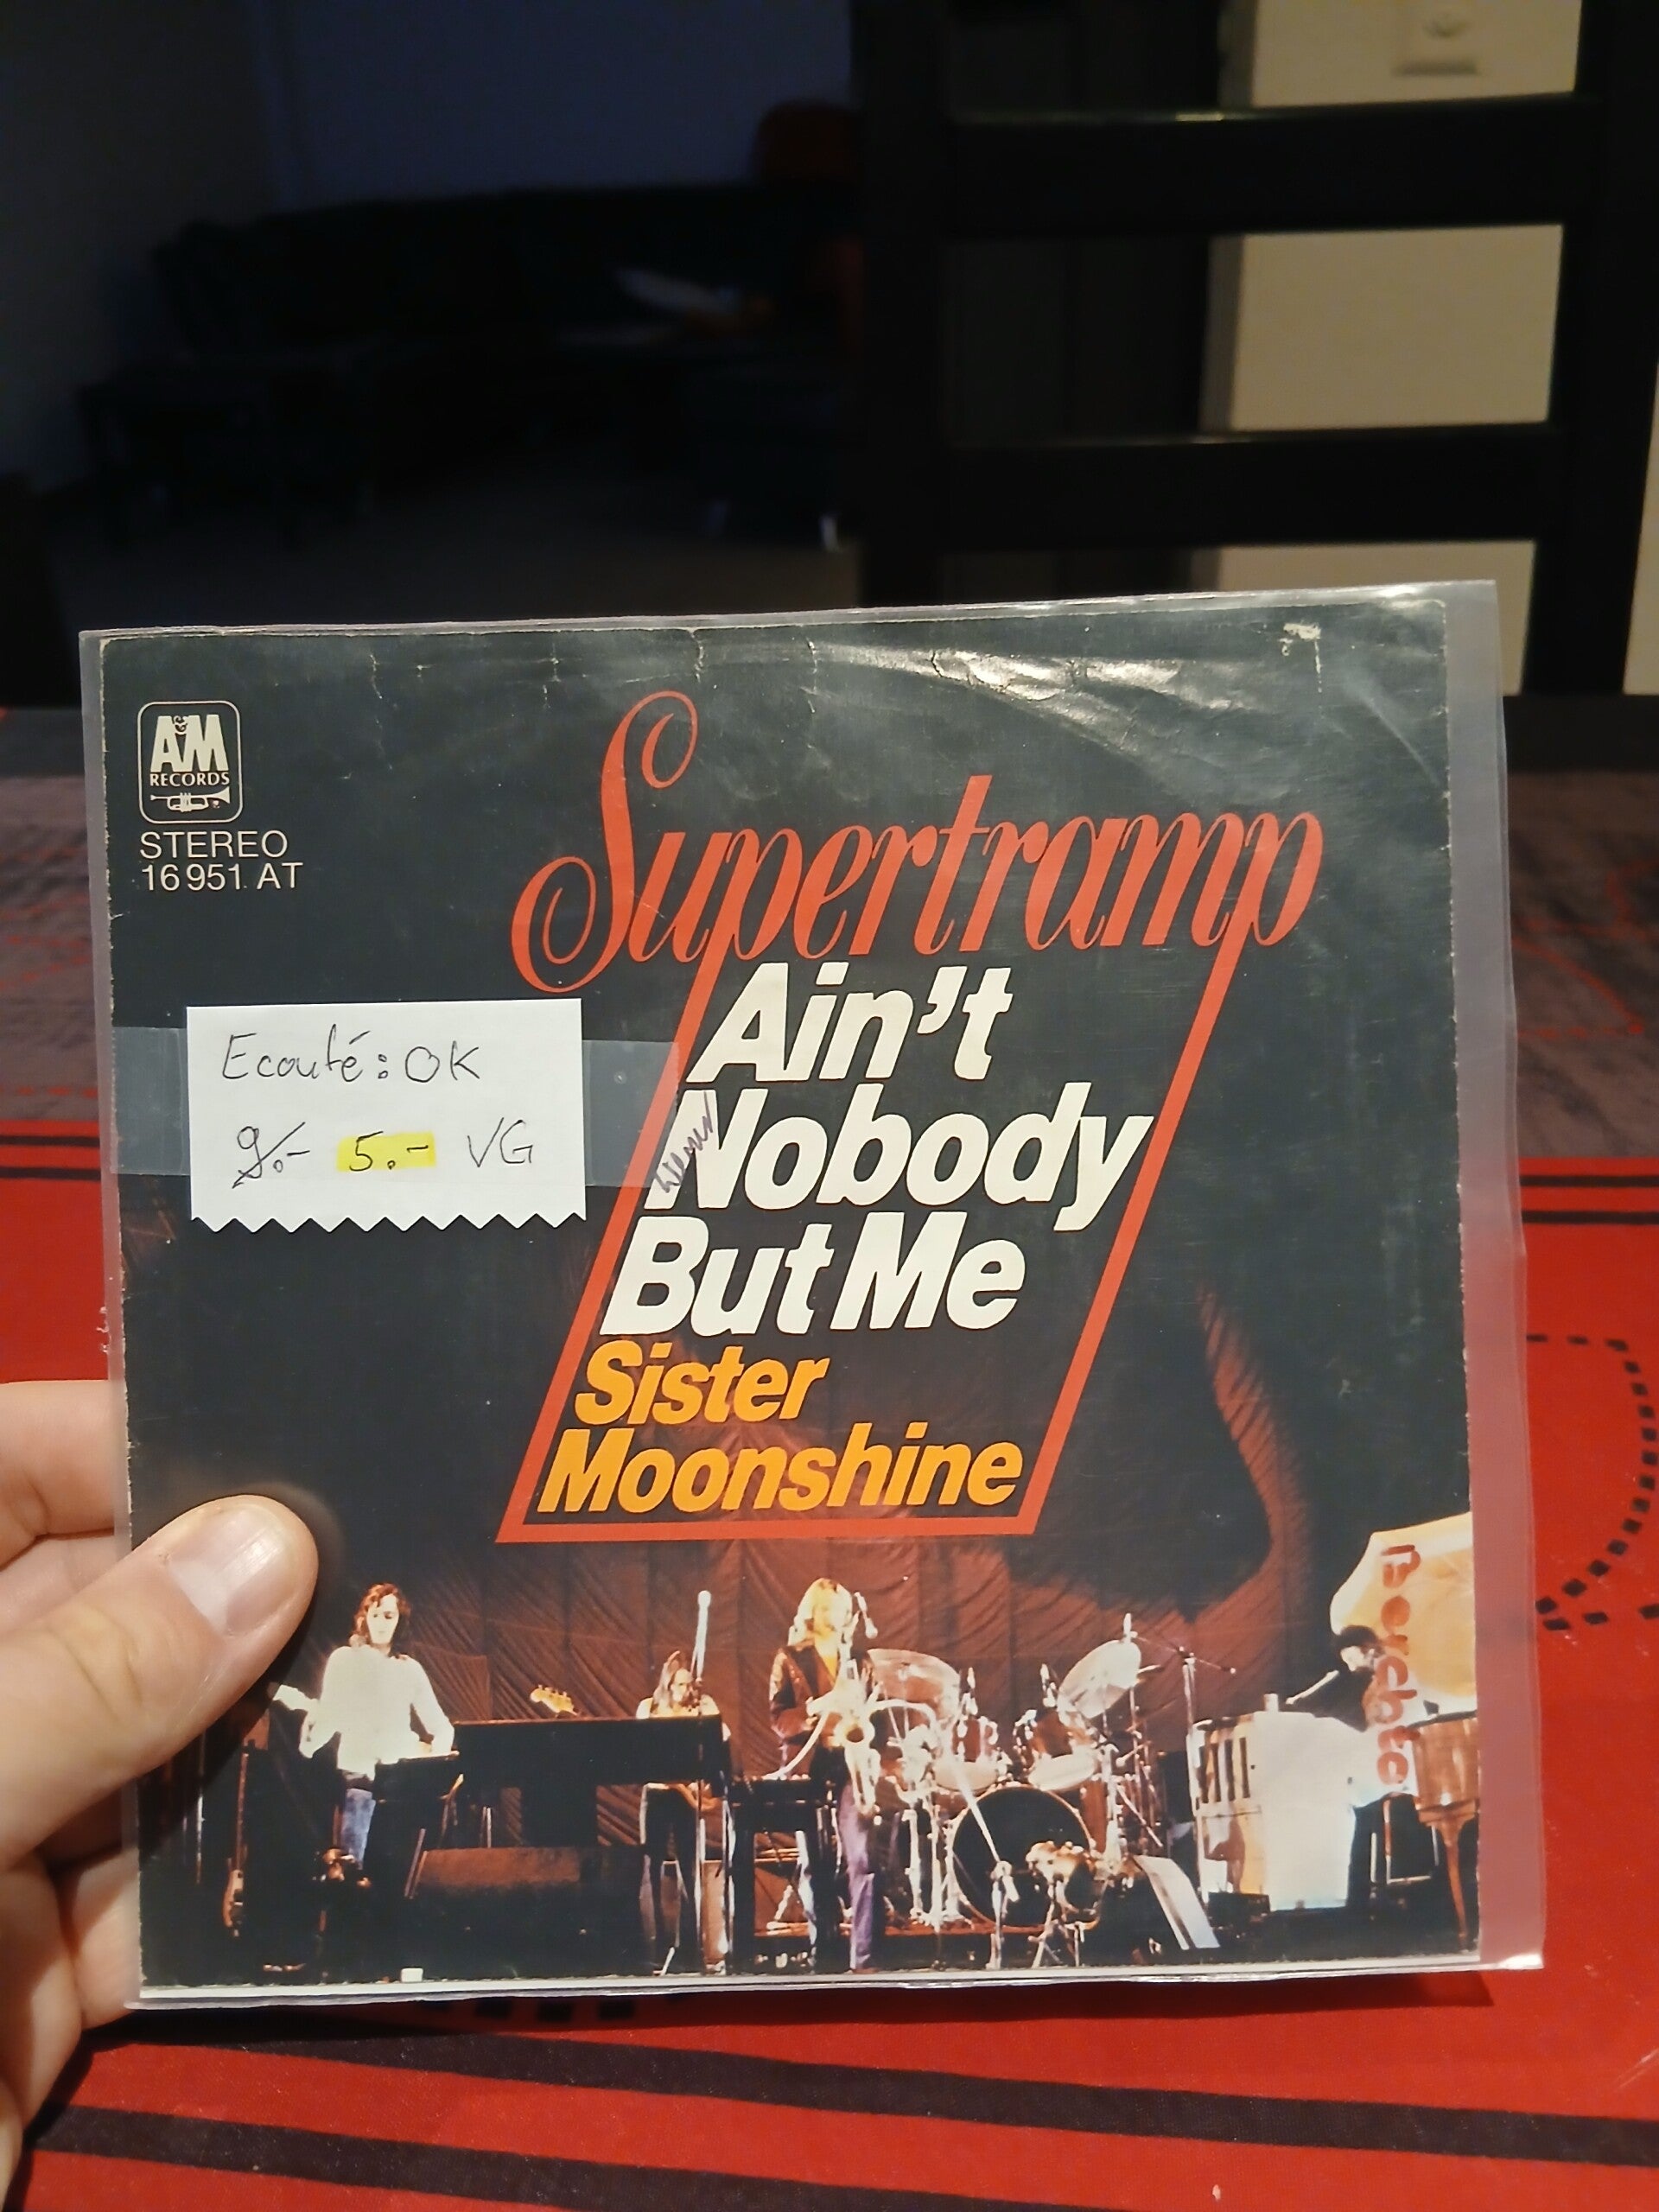 A&M
RECORDS
STEREO
16 951 AT
Supertramp
Ain't
Nobody
But Me
Sister
Moonshine
Ecouté: OK
9.- 5.- VG